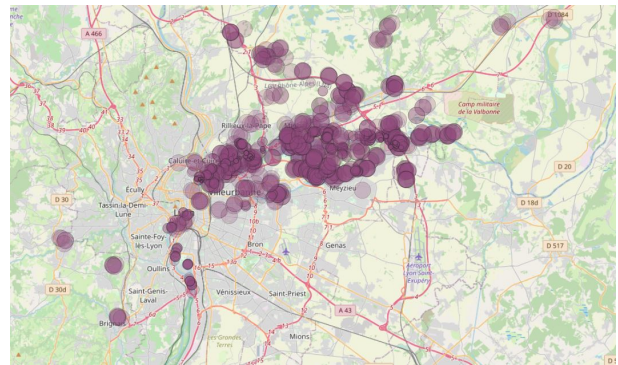 D 1084
A 466
Camp militaire
de la Valbonne
Rillieux-la-Pape
Caluire-et-Cuire
D 20
Écully
Villeurbanne
Meyzieu
D 30
Tassin-la-Demi-
Lune
D 18d
Sainte-Foy-
lès-Lyon
Bron
Genas
D 517
Oullins
Aéroport
Lyon Saint
Exupéry
D 30d
Saint-Genis-
Laval
Vénissieux
Saint-Priest
A 43
Brignais
Les Grandes
Terres
Mions